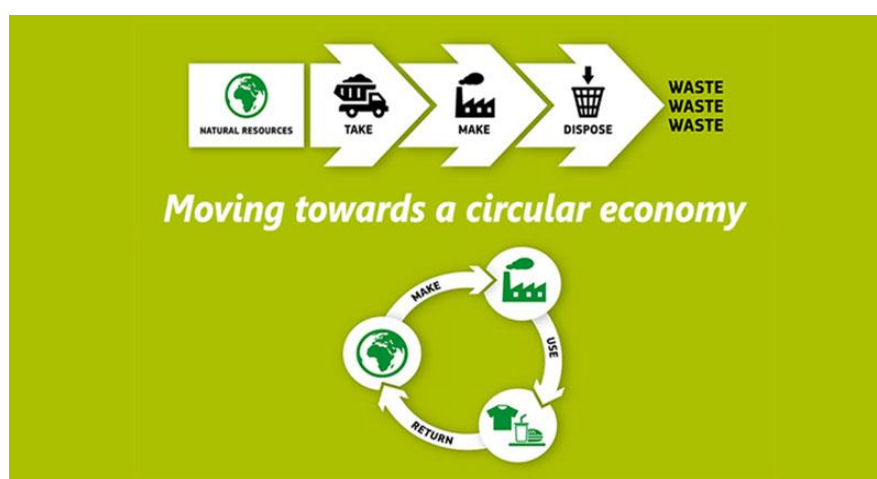 NATURAL RESOURCES
TAKE
MAKE
DISPOSE
WASTE
WASTE
WASTE
Moving towards a circular economy
MAKE
USE
RETURN